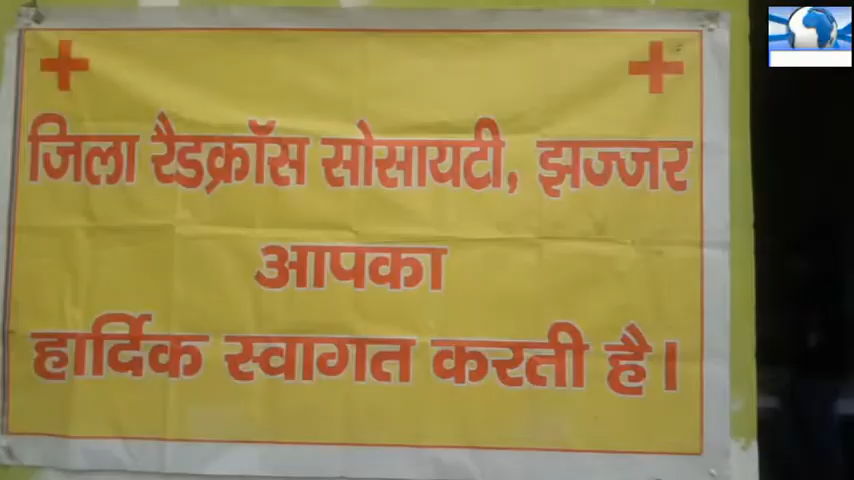 जिला रैडक्रॉस सोसायटी, झज्जर
आपका
हार्दिक स्वागत करती है।